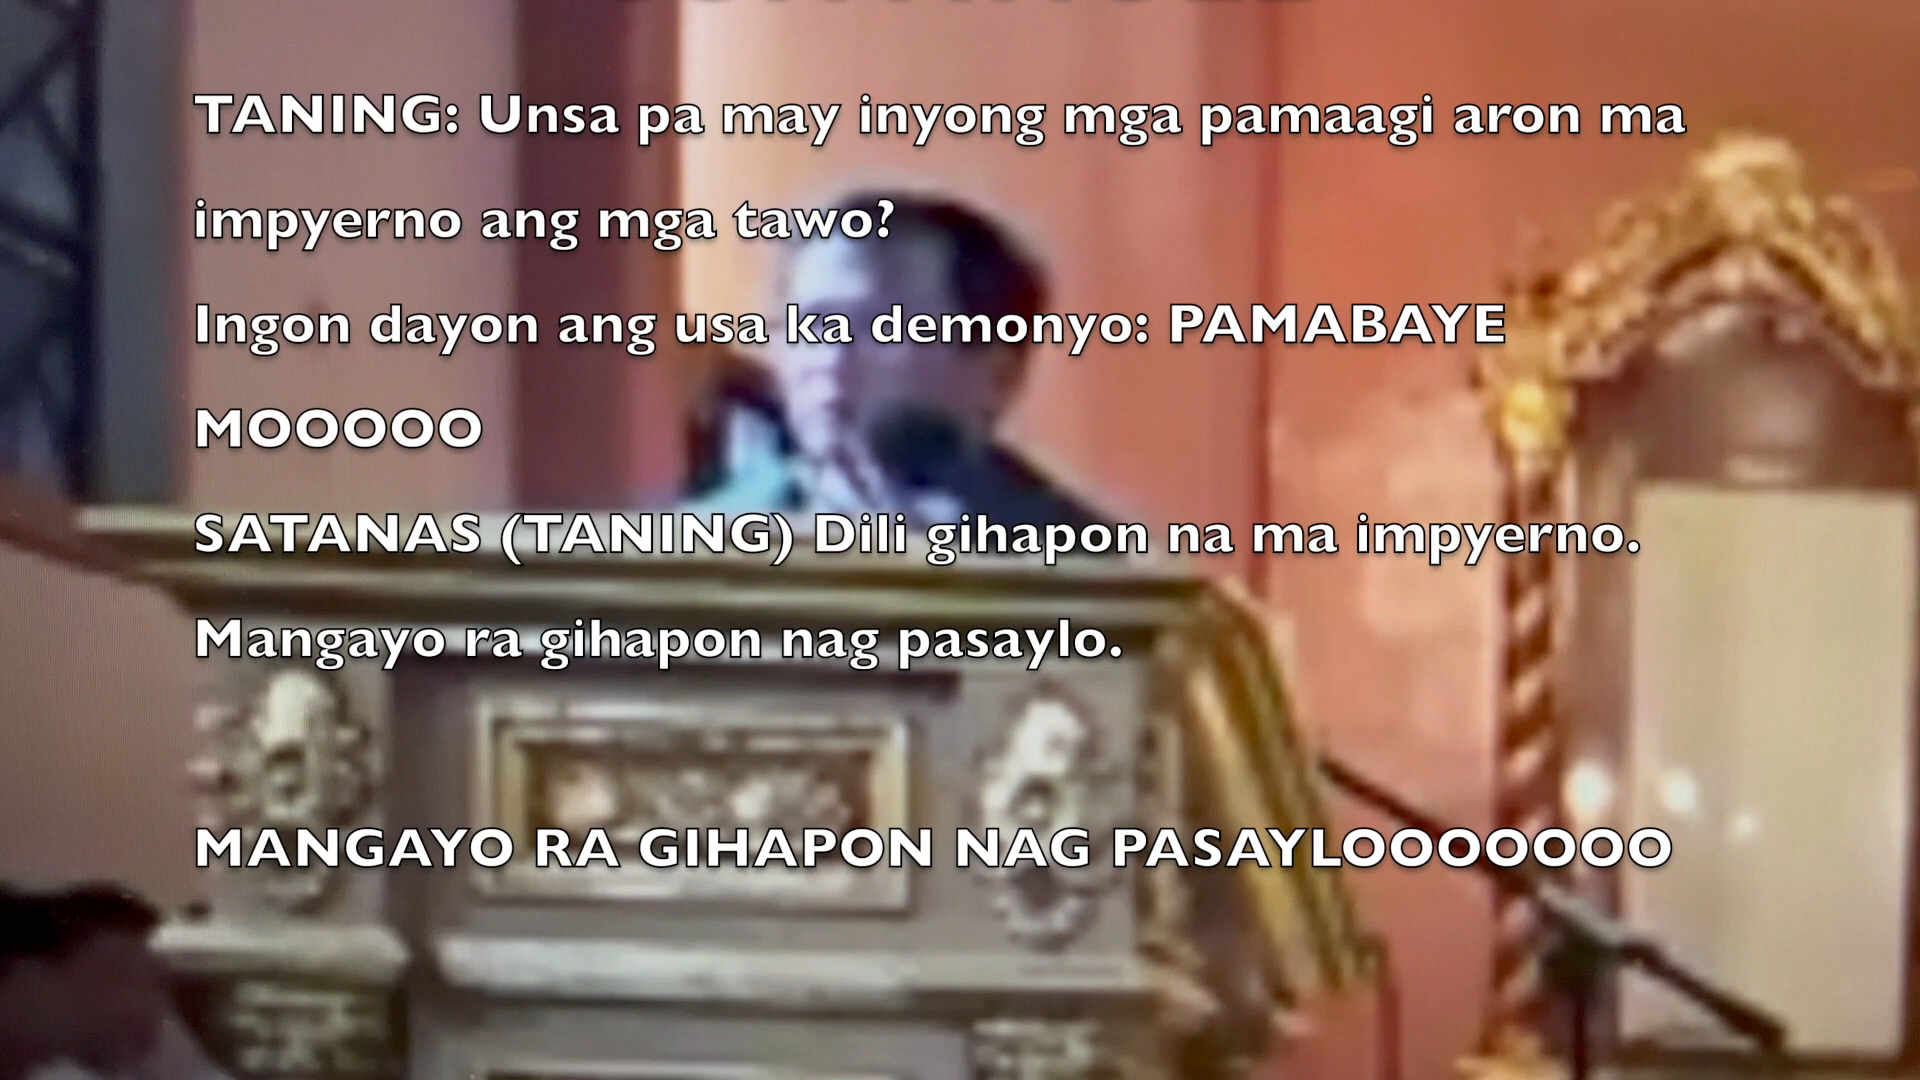 TANING: Unsa pa may inyong mga pamaagi aron ma
impyerno ang mga tawo?
Ingon dayon ang usa ka demonyo: PAMABAYE
MOOOOO
SATANAS (TANING) Dili gihapon na ma impyerno.
Mangayo ra gihapon nag pasaylo.
MANGAYO RA GIHAPON NAG PASAYLOOOOOOO